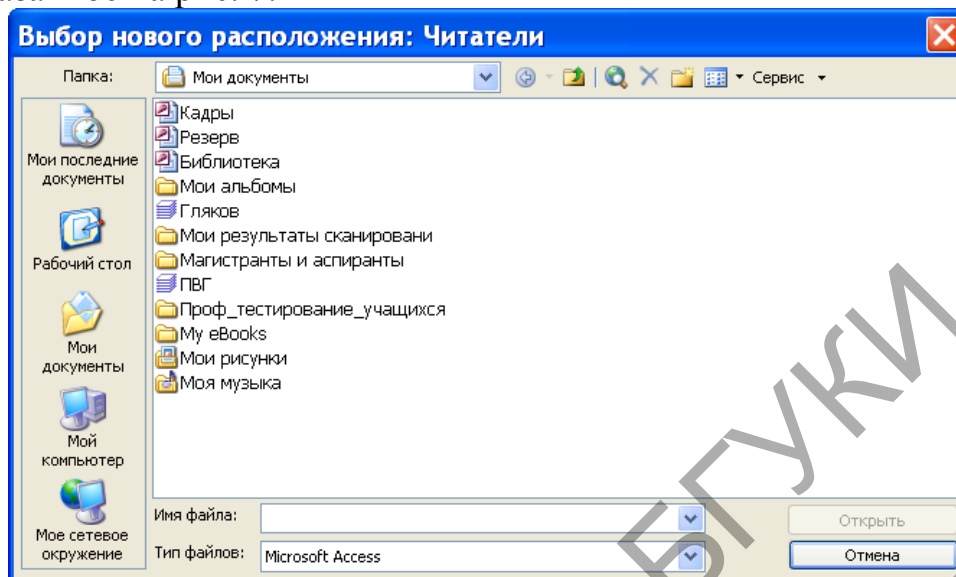 Выбор нового расположения: Читатели
Папка:
Мои документы
Сервис
Мои последние
документы
Рабочий стол
Мои
документы
Мой
компьютер
Мое сетевое
окружение
Кадры
Резерв
Библиотека
Мои альбомы
Гляков
Мои результаты сканировани
Магистранты и аспиранты
ПВГ
Проф_тестирование_учащихся
My eBooks
Мои рисунки
Моя музыка
Имя файла:
Открыть
Тип файлов:
Microsoft Access
Отмена
БГУКИ